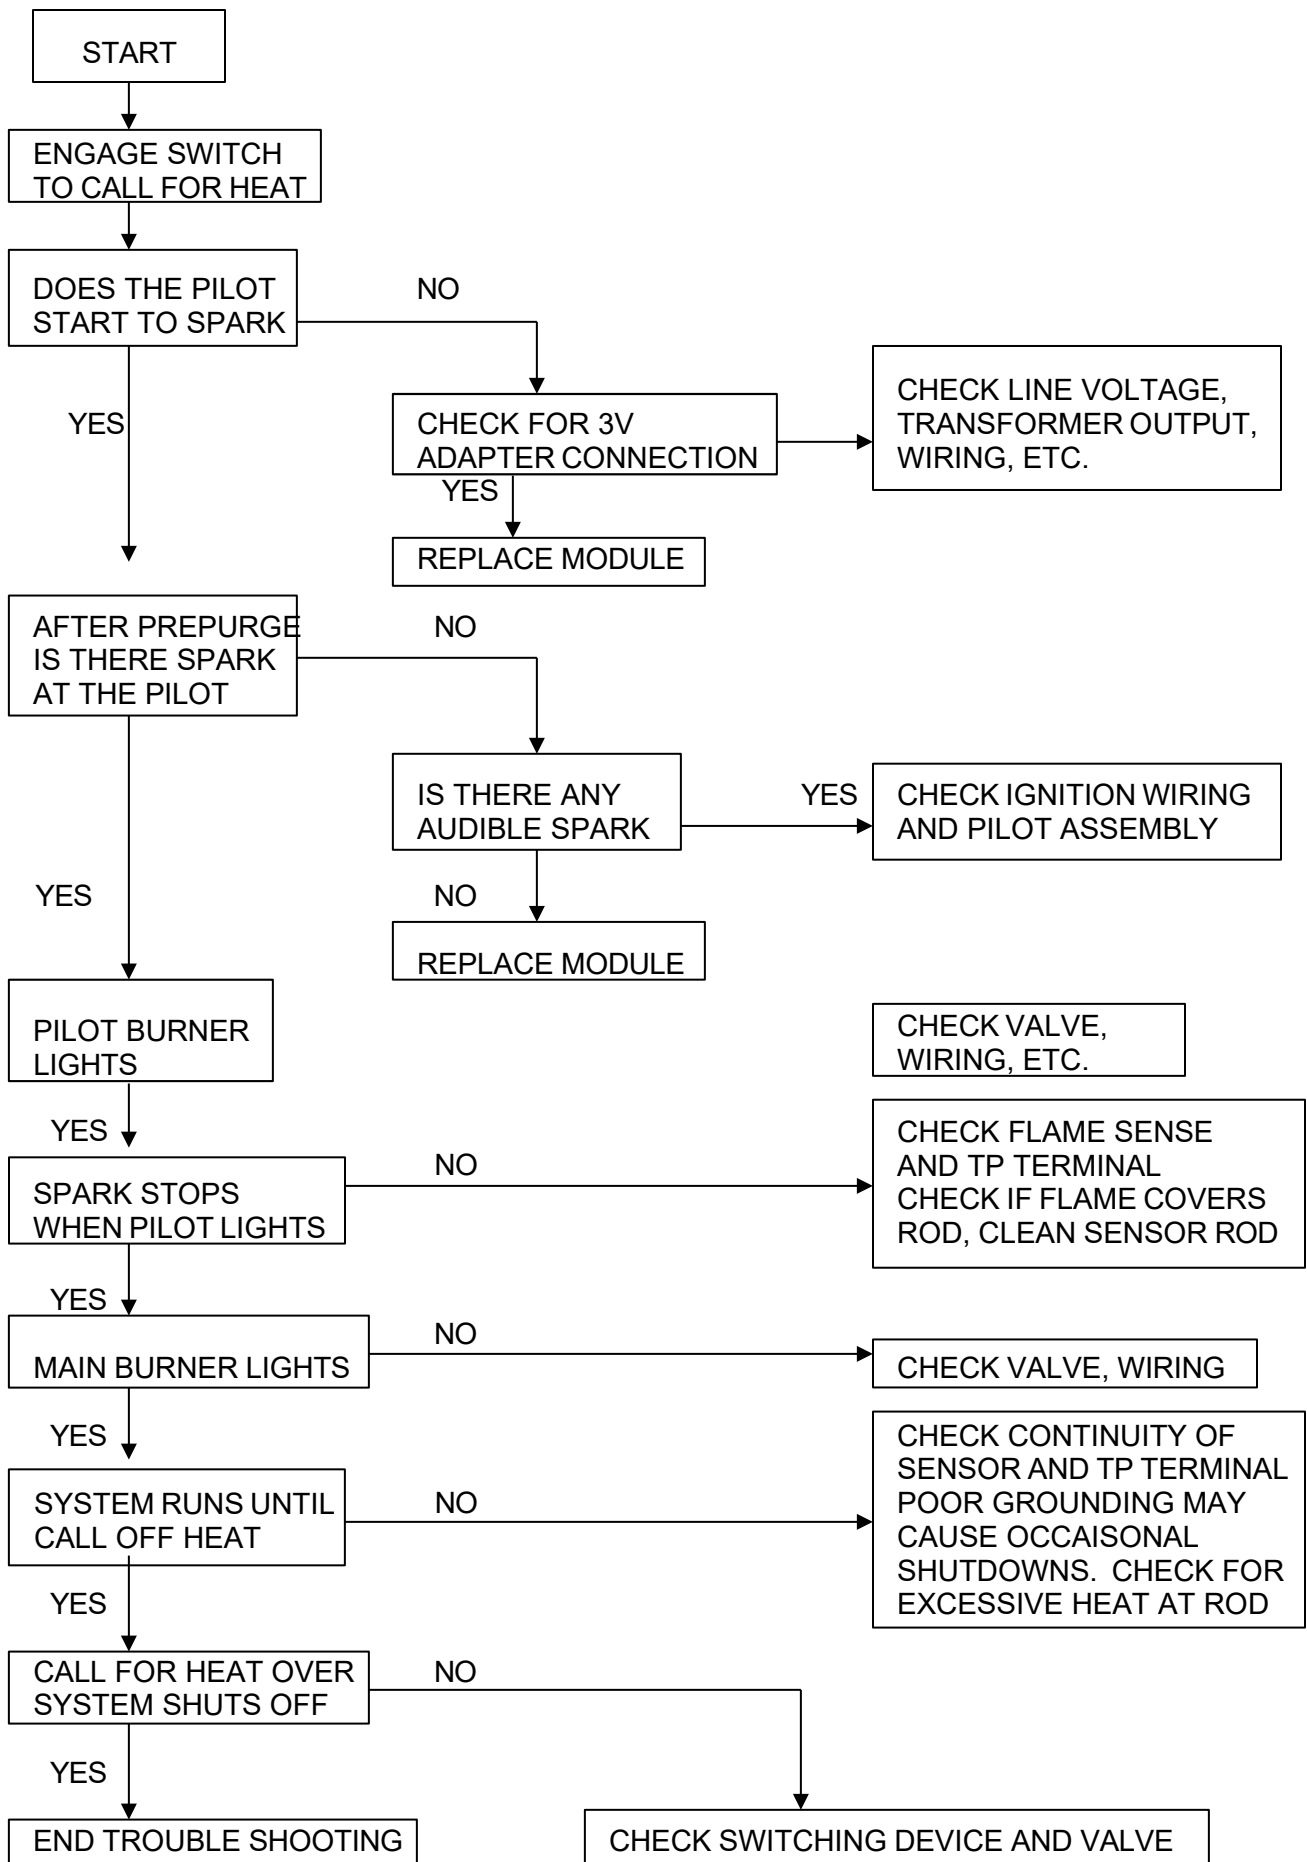 START
ENGAGE SWITCH
TO CALL FOR HEAT
DOES THE PILOT
START TO SPARK
NO
YES
CHECK FOR 3V
ADAPTER CONNECTION
CHECK LINE VOLTAGE,
TRANSFORMER OUTPUT,
WIRING, ETC.
YES
REPLACE MODULE
AFTER PREPURGE
IS THERE SPARK
AT THE PILOT
NO
IS THERE ANY
AUDIBLE SPARK
YES
CHECK IGNITION WIRING
AND PILOT ASSEMBLY
YES
NO
REPLACE MODULE
PILOT BURNER
LIGHTS
CHECK VALVE,
WIRING, ETC.
YES
SPARK STOPS
WHEN PILOT LIGHTS
NO
CHECK FLAME SENSE
AND TP TERMINAL
CHECK IF FLAME COVERS
ROD, CLEAN SENSOR ROD
YES
MAIN BURNER LIGHTS
NO
CHECK VALVE, WIRING
YES
SYSTEM RUNS UNTIL
CALL OFF HEAT
NO
CHECK CONTINUITY OF
SENSOR AND TP TERMINAL
POOR GROUNDING MAY
CAUSE OCCAISONAL
SHUTDOWNS. CHECK FOR
EXCESSIVE HEAT AT ROD
YES
CALL FOR HEAT OVER
SYSTEM SHUTS OFF
NO
YES
END TROUBLE SHOOTING
CHECK SWITCHING DEVICE AND VALVE